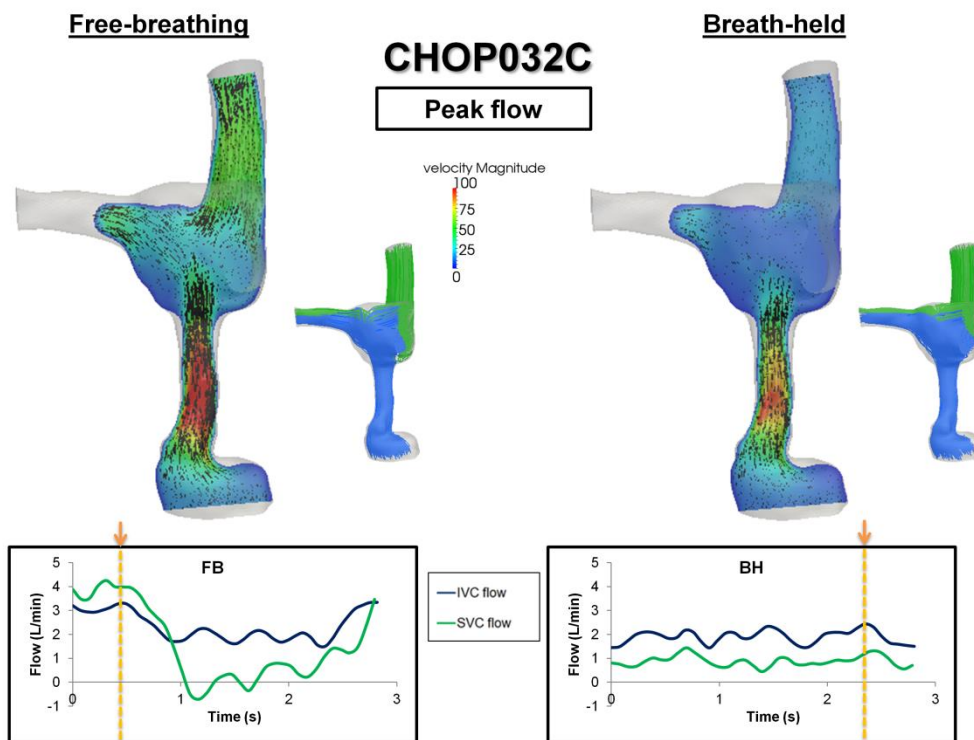 Free-breathing
Breath-held
CHOP032C
Peak flow
velocity Magnitude
100
75
50
25
0
FB
Flow (L/min)
5
4
3
2
1
0
-1
0
1
2
3
Time (s)
IVC flow
SVC flow
BH
Flow (L/min)
5
4
3
2
1
0
-1
0
1
2
3
Time (s)